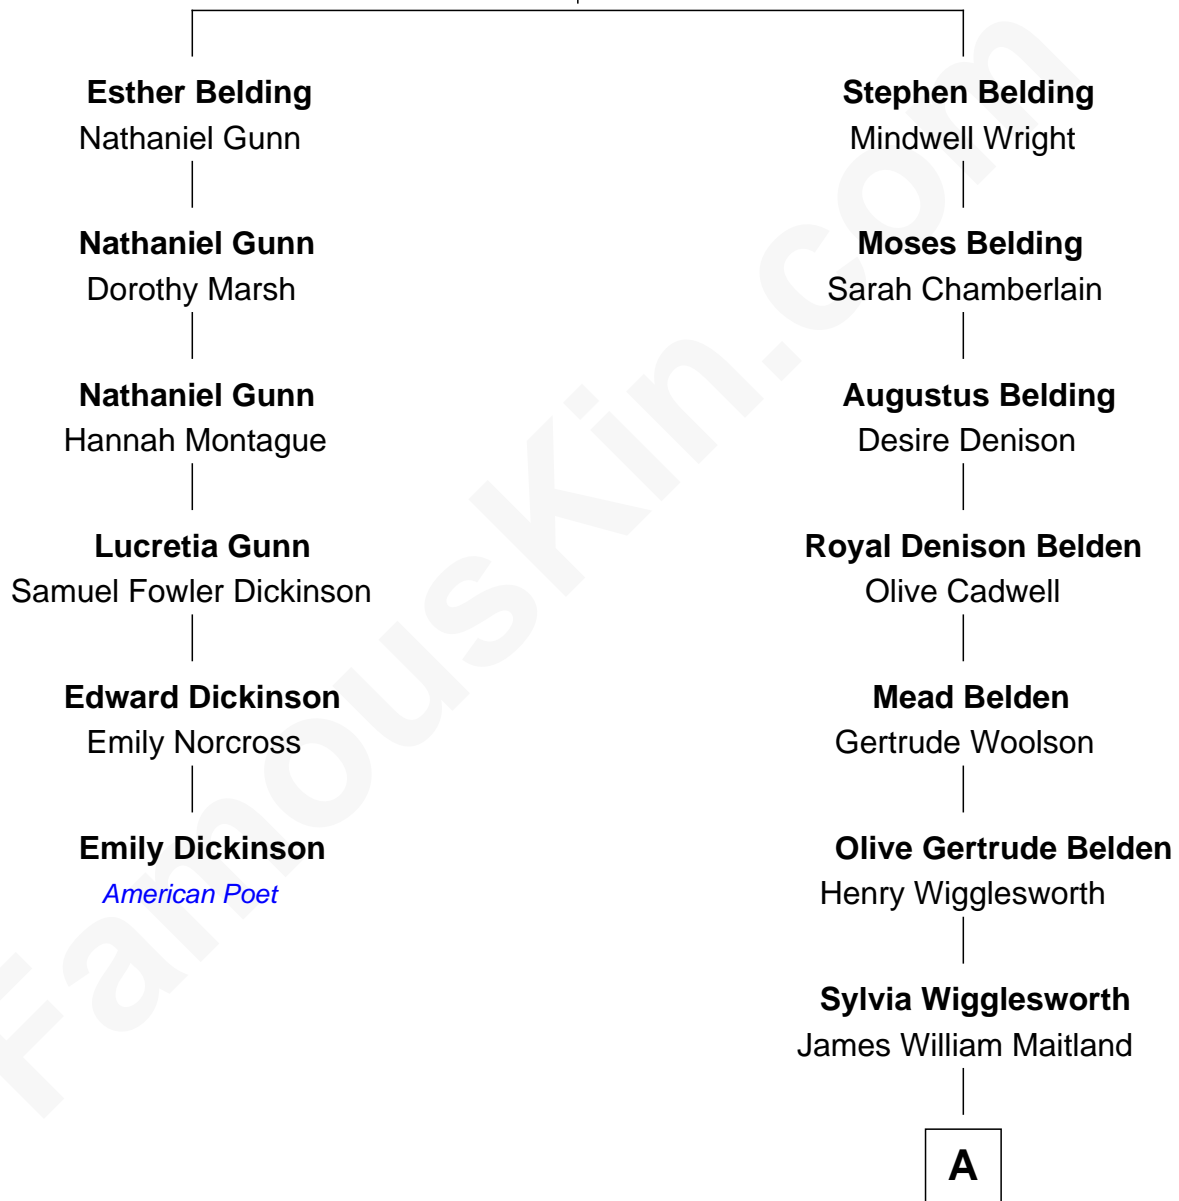 Esther Belding
Nathaniel Gunn
Nathaniel Gunn
Dorothy Marsh
Nathaniel Gunn
Hannah Montague
Lucretia Gunn
Samuel Fowler Dickinson
Edward Dickinson
Emily Norcross
Emily Dickinson
American Poet
Stephen Belding
Mindwell Wright
Moses Belding
Sarah Chamberlain
Augustus Belding
Desire Denison
Royal Denison Belden
Olive Cadwell
Mead Belden
Gertrude Woolson
Olive Gertrude Belden
Henry Wigglesworth
Sylvia Wigglesworth
James William Maitland
A
FamousKin.com